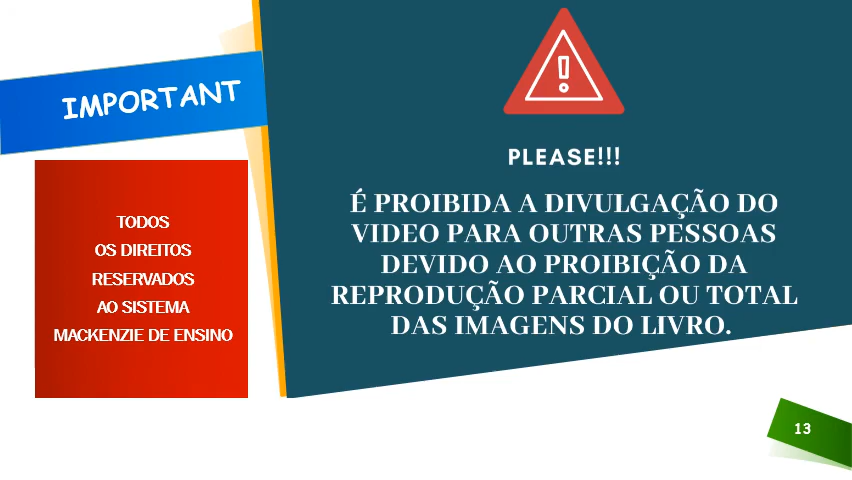 IMPORTANT
TODOS
OS DIREITOS
RESERVADOS
AO SISTEMA
MACKENZIE DE ENSINO
PLEASE!!!
É PROIBIDA A DIVULGAÇÃO DO
VIDEO PARA OUTRAS PESSOAS
DEVIDO AO PROIBIÇÃO DA
REPRODUÇÃO PARCIAL OU TOTAL
DAS IMAGENS DO LIVRO.
13